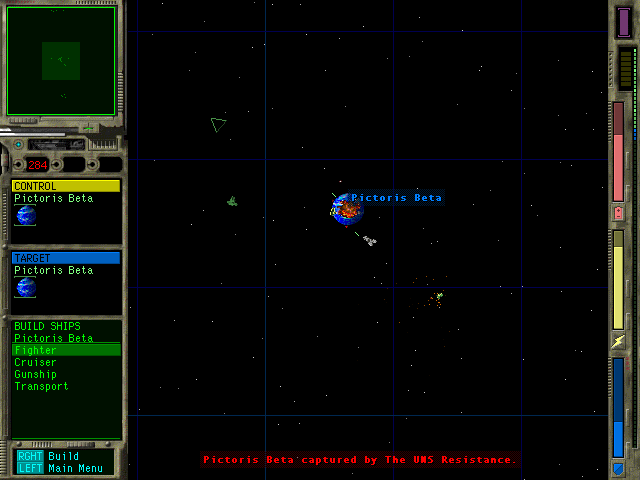 284
CONTROL
Pictoris Beta
TARGET
Pictoris Beta
BUILD SHIPS
Pictoris Beta
Fighter
Cruiser
Gunship
Transport
RGHT Build
LEFT Main Menu
Pictoris Beta
Pictoris Beta captured by The UNS Resistance.